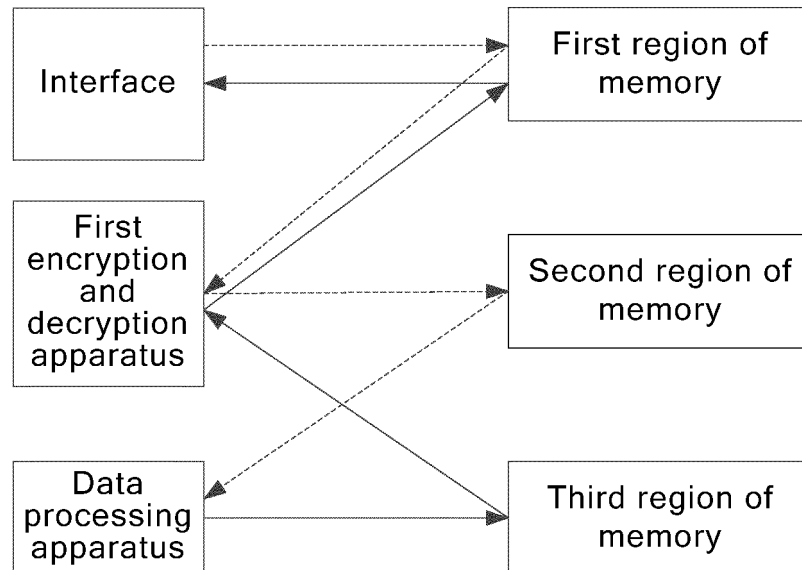 Interface
First region of
memory
First
encryption
and
decryption
apparatus
Second region of
memory
Data
processing
apparatus
Third region of
memory